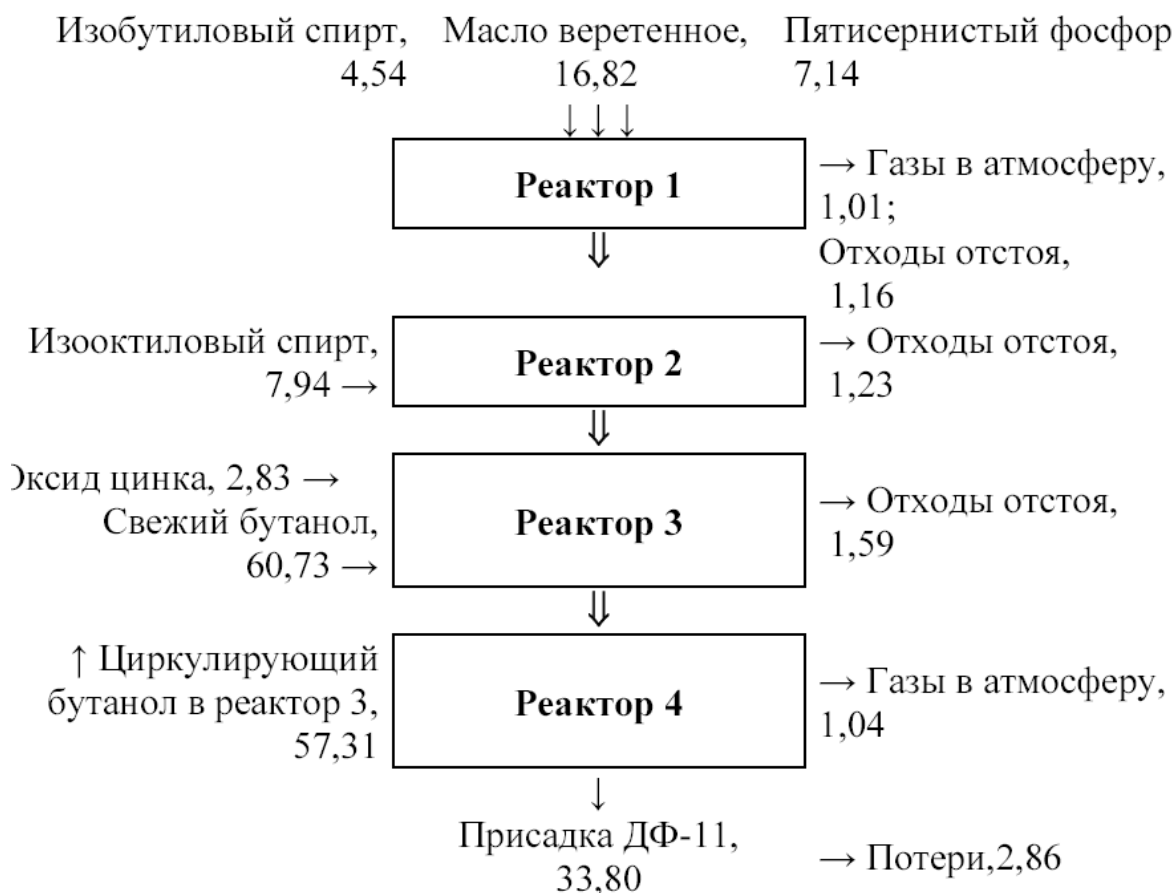 Изобутиловый спирт, Масло веретенное, Пятисернистый фосфор
4,54 16,82 7,14
↓ ↓ ↓
Реактор 1
→ Газы в атмосферу,
1,01;
⇓
Отходы отстоя,
1,16
Изооктиловый спирт,
7,94 →
Реактор 2
→ Отходы отстоя,
1,23
⇓
Оксид цинка, 2,83 →
Свежий бутанол,
60,73 →
Реактор 3
→ Отходы отстоя,
1,59
⇓
↑ Циркулирующий
бутанол в реактор 3,
57,31
Реактор 4
→ Газы в атмосферу,
1,04
↓
Присадка ДФ-11,
33,80
→ Потери,2,86